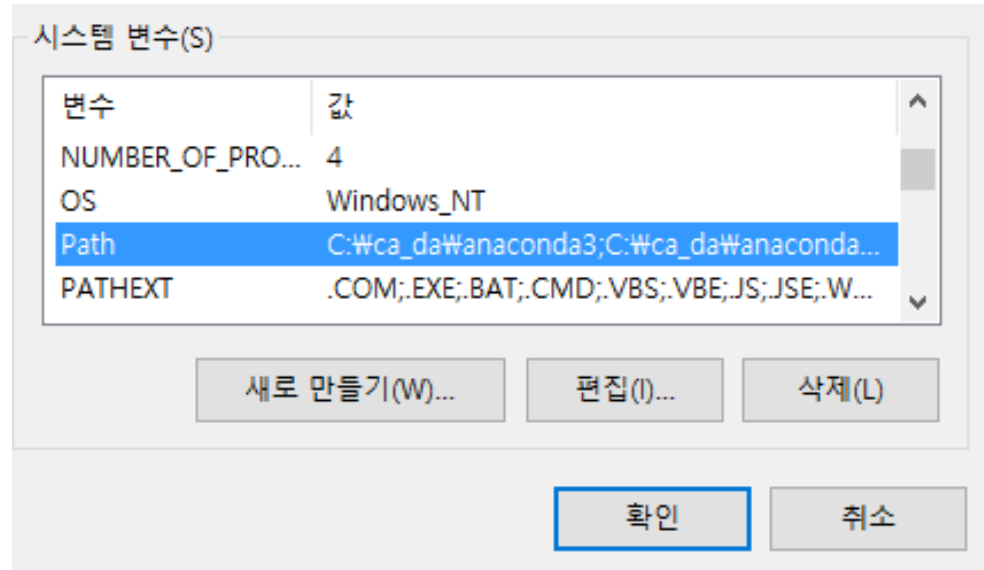 시스템 변수(S)
변수 값
NUMBER_OF_PRO... 4
OS Windows_NT
Path C:₩ca_da₩anaconda3;C:₩ca_da₩anaconda...
PATHEXT .COM;.EXE;.BAT;.CMD;.VBS;.VBE;.JS;.JSE;.W...
새로 만들기(W)... 편집(I)... 삭제(L)
확인 취소